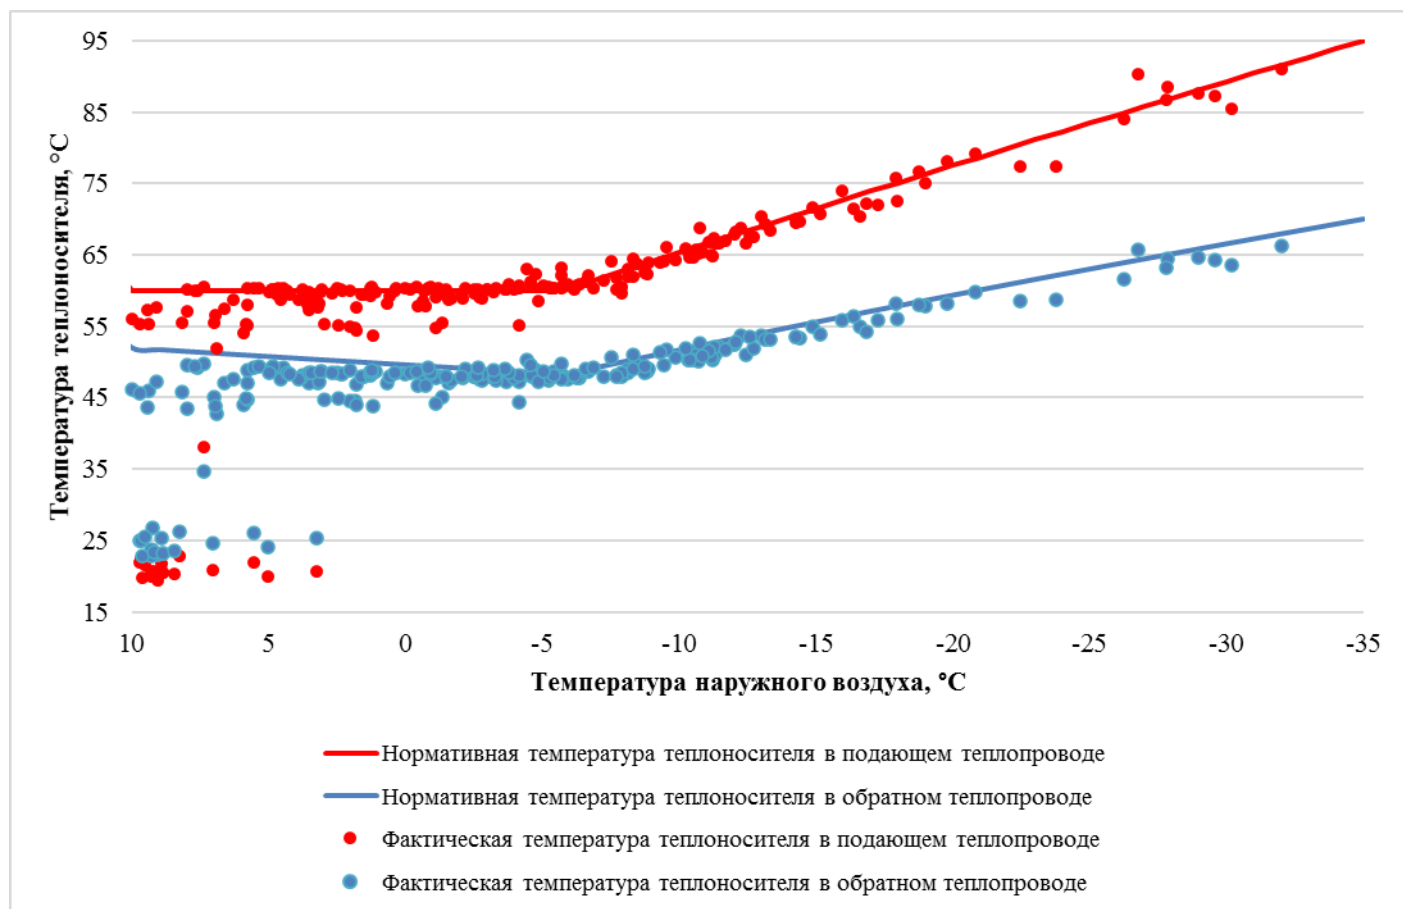 95
85
75
65
55
45
35
25
15
Температура теплоносителя, °C
10 5 0 -5 -10 -15 -20 -25 -30 -35
Температура наружного воздуха, °C
Нормативная температура теплоносителя в подающем теплопроводе
Нормативная температура теплоносителя в обратном теплопроводе
Фактическая температура теплоносителя в подающем теплопроводе
Фактическая температура теплоносителя в обратном теплопроводе